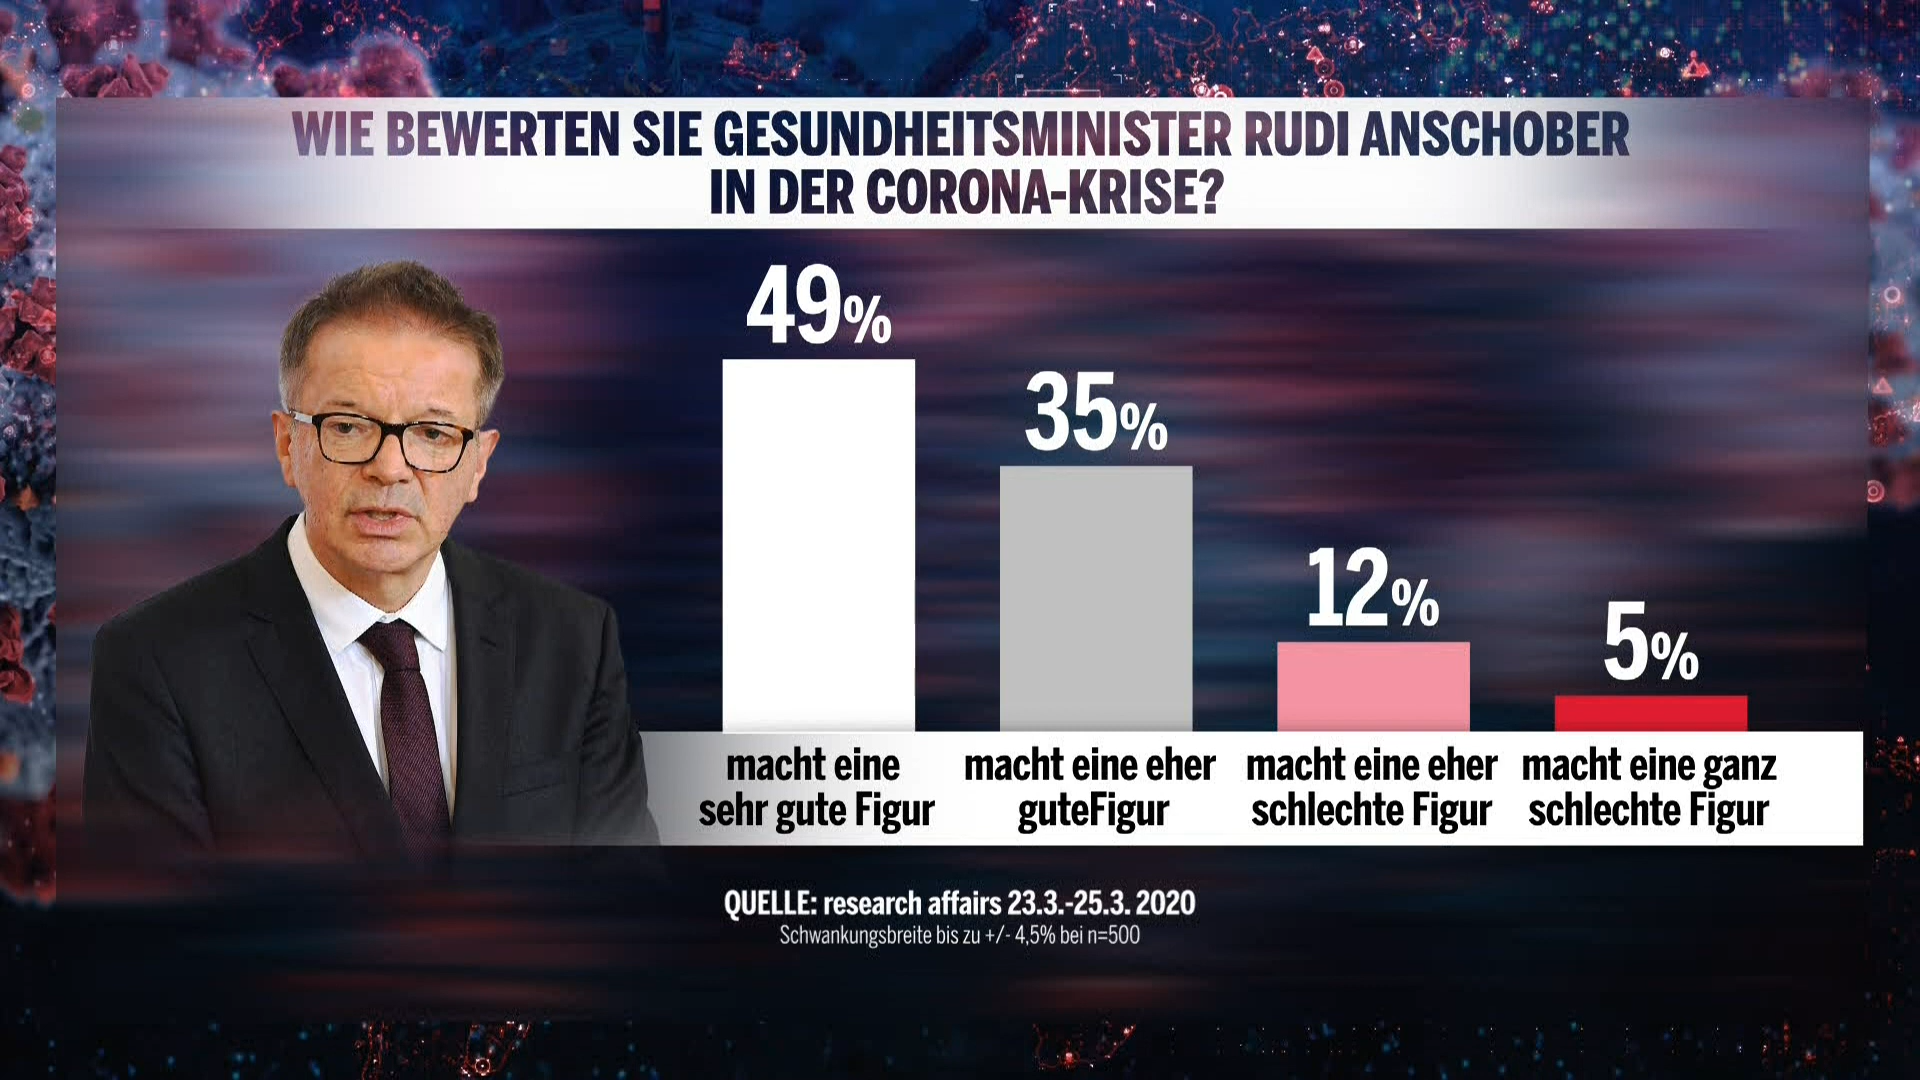 WIE BEWERTEN SIE GESUNDHEITSMINISTER RUDI ANSCHOBER
IN DER CORONA-KRISE?
49%
35%
12%
5%
macht eine
sehr gute Figur
macht eine eher
guteFigur
macht eine eher
schlechte Figur
macht eine ganz
schlechte Figur
QUELLE: research affairs 23.3.-25.3. 2020
Schwankungsbreite bis zu +/- 4,5% bei n=500